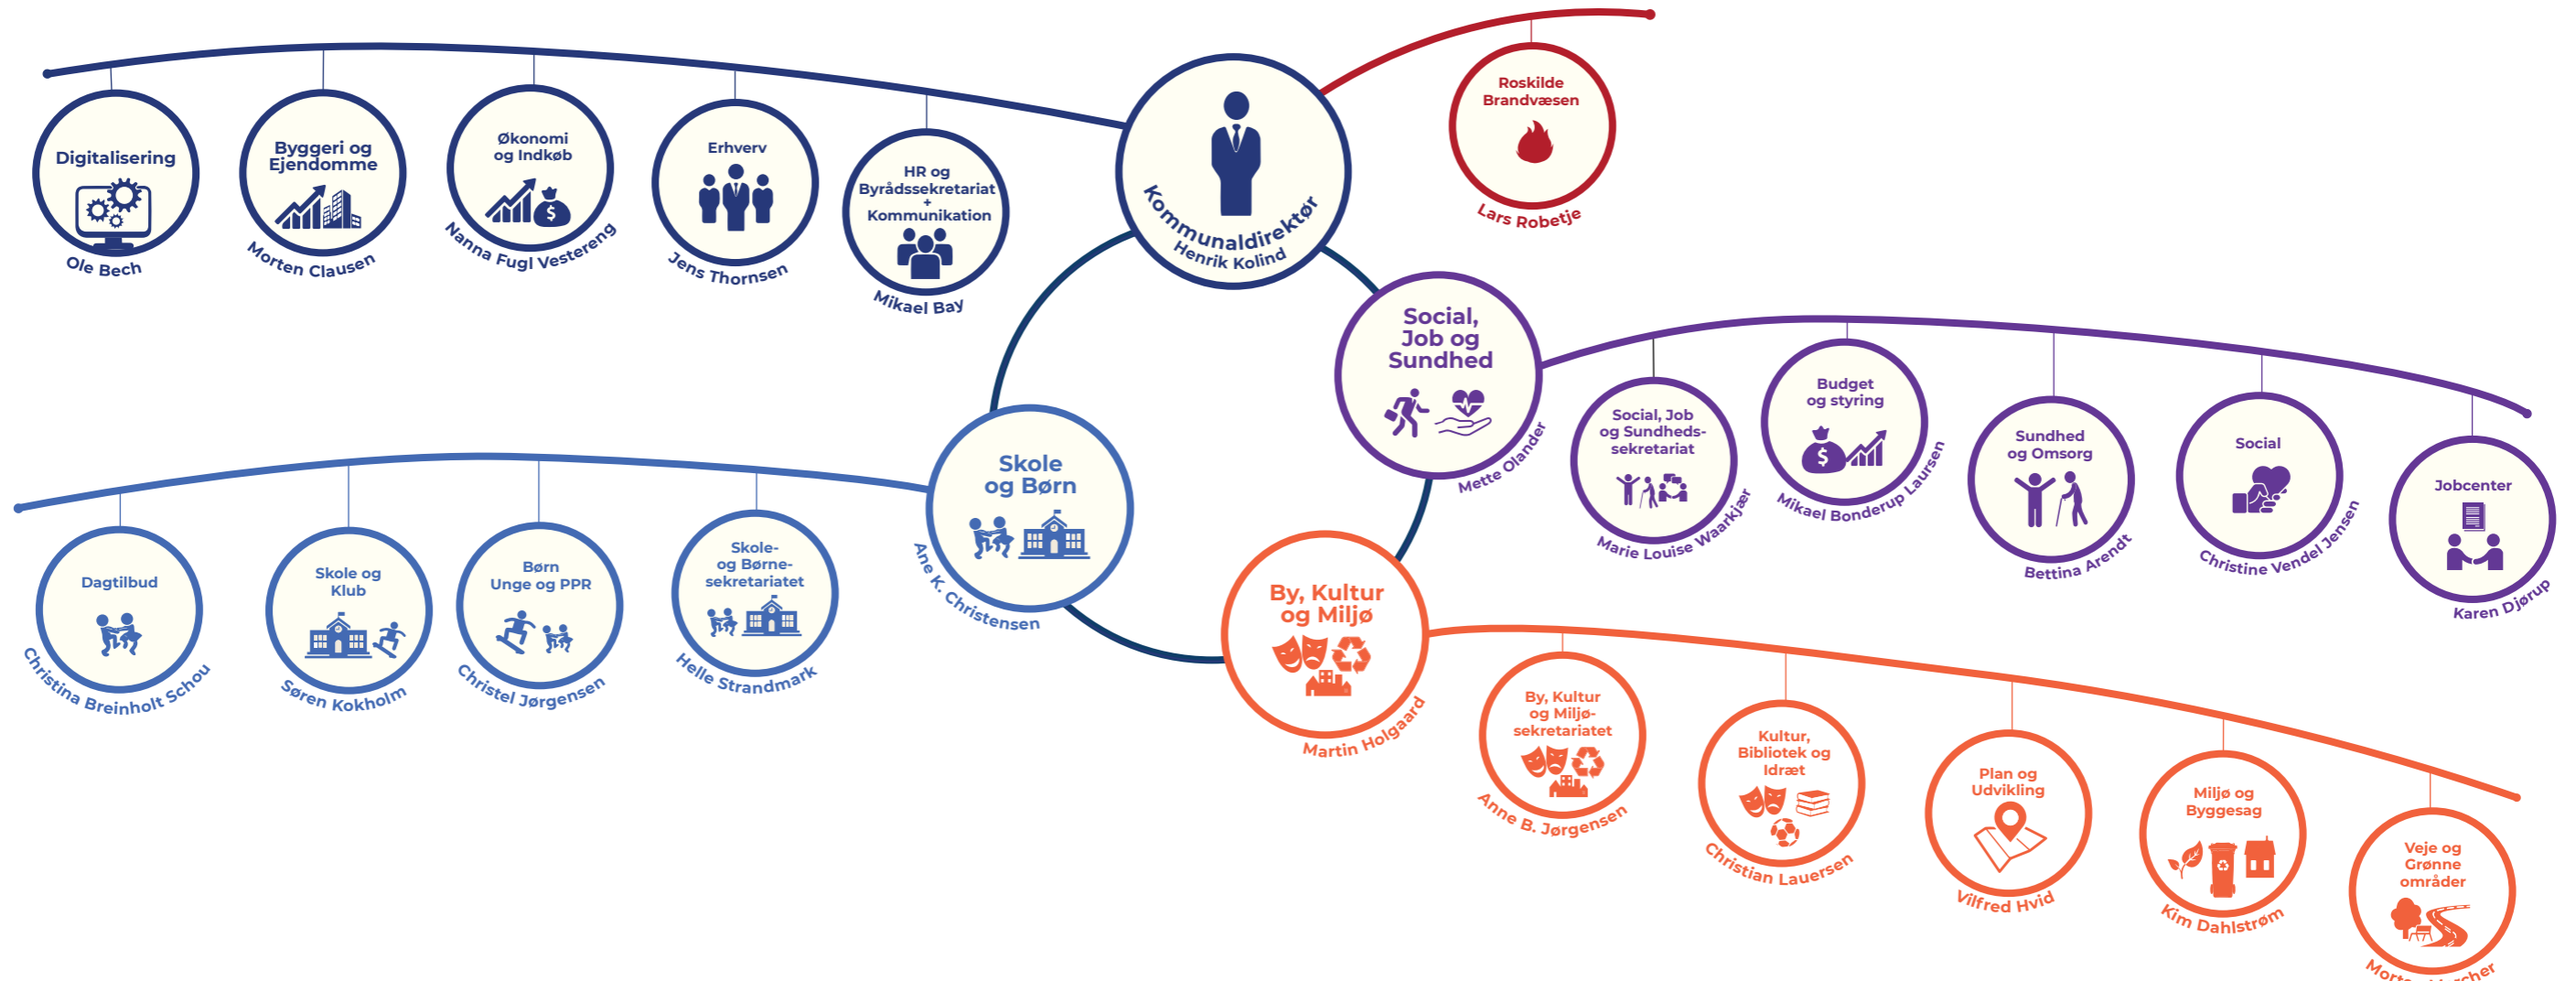 Digitalisering
Ole Bech
Byggeri og
Ejendomme
Morten Clausen
Økonomi
og Indkøb
Nanna Fugl Vestereng
Erhverv
Jens Thornsen
HR og
Byrådssekretariat
+
Kommunikation
Mikael Bay
Kommunaldirektør
Henrik Kolind
Roskilde
Brandvæsen
Lars Robetje
Social,
Job og
Sundhed
Mette Olander
Social, Job
og Sundheds-
sekretariat
Marie Louise Waarkjær
Budget
og styring
Mikael Bonderup Laursen
Sundhed
og Omsorg
Bettina Arendt
Social
Christine Vendel Jensen
Jobcenter
Karen Djørup
Skole
og Børn
Ane K. Christensen
Dagtilbud
Christina Breinholt Schou
Skole og
Klub
Søren Kokholm
Børn
Unge og PPR
Christel Jørgensen
Skole-
og Børne-
sekretariatet
Helle Strandmark
By, Kultur
og Miljø
Martin Holgaard
By, Kultur
og Miljø-
sekretariatet
Anne B. Jørgensen
Kultur,
Bibliotek og
Idræt
Christian Lauersen
Plan og
Udvikling
Vilfred Hvid
Miljø og
Byggesag
Kim Dahlstrøm
Veje og
Grønne
områder